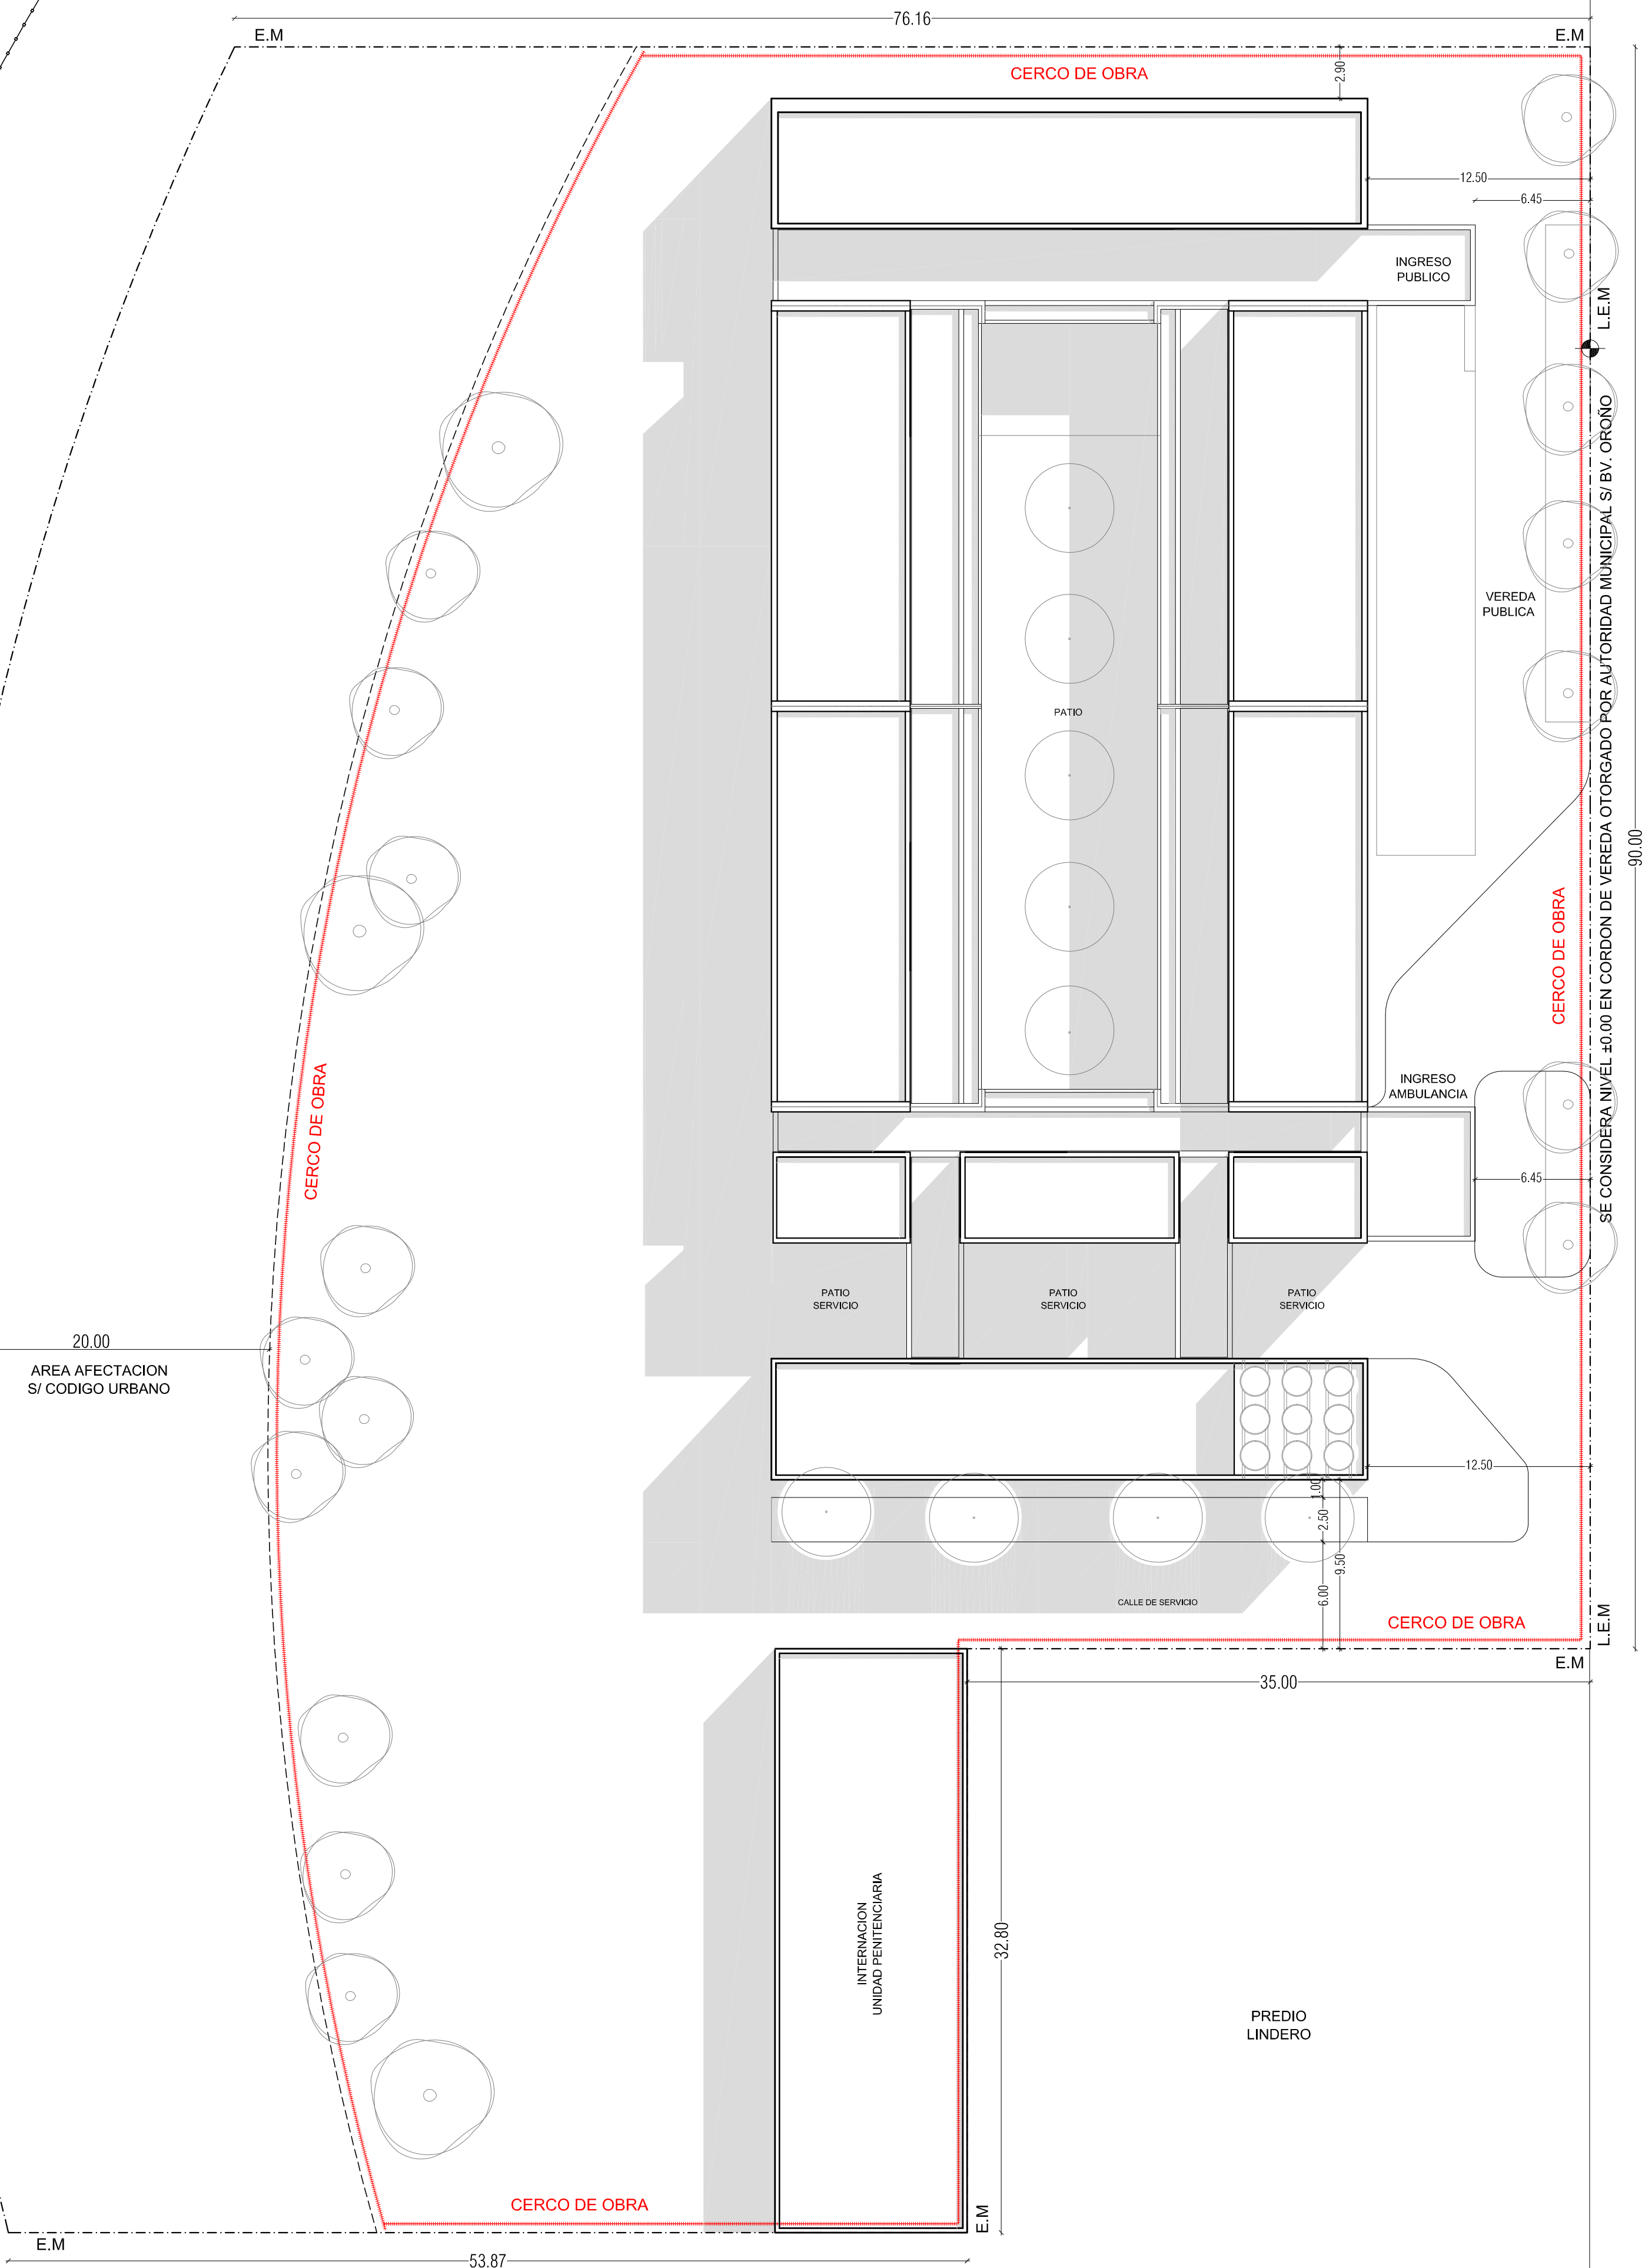 76.16
E.M
E.M
CERCO DE OBRA
2.90
12.50
6.45
INGRESO
PUBLICO
L.E.M
SE CONSIDERA NIVEL ±0.00 EN CORDON DE VEREDA OTORGADO POR AUTORIDAD MUNICIPAL S/ BV. OROÑO
VEREDA
PUBLICA
PATIO
90.00
CERCO DE OBRA
CERCO DE OBRA
INGRESO
AMBULANCIA
6.45
PATIO
SERVICIO
PATIO
SERVICIO
PATIO
SERVICIO
20.00
AREA AFECTACION
S/ CODIGO URBANO
12.50
1.00
2.50
9.50
6.00
CALLE DE SERVICIO
CERCO DE OBRA
L.E.M
E.M
35.00
INTERNACION
UNIDAD PENITENCIARIA
32.80
PREDIO
LINDERO
CERCO DE OBRA
E.M
E.M
53.87